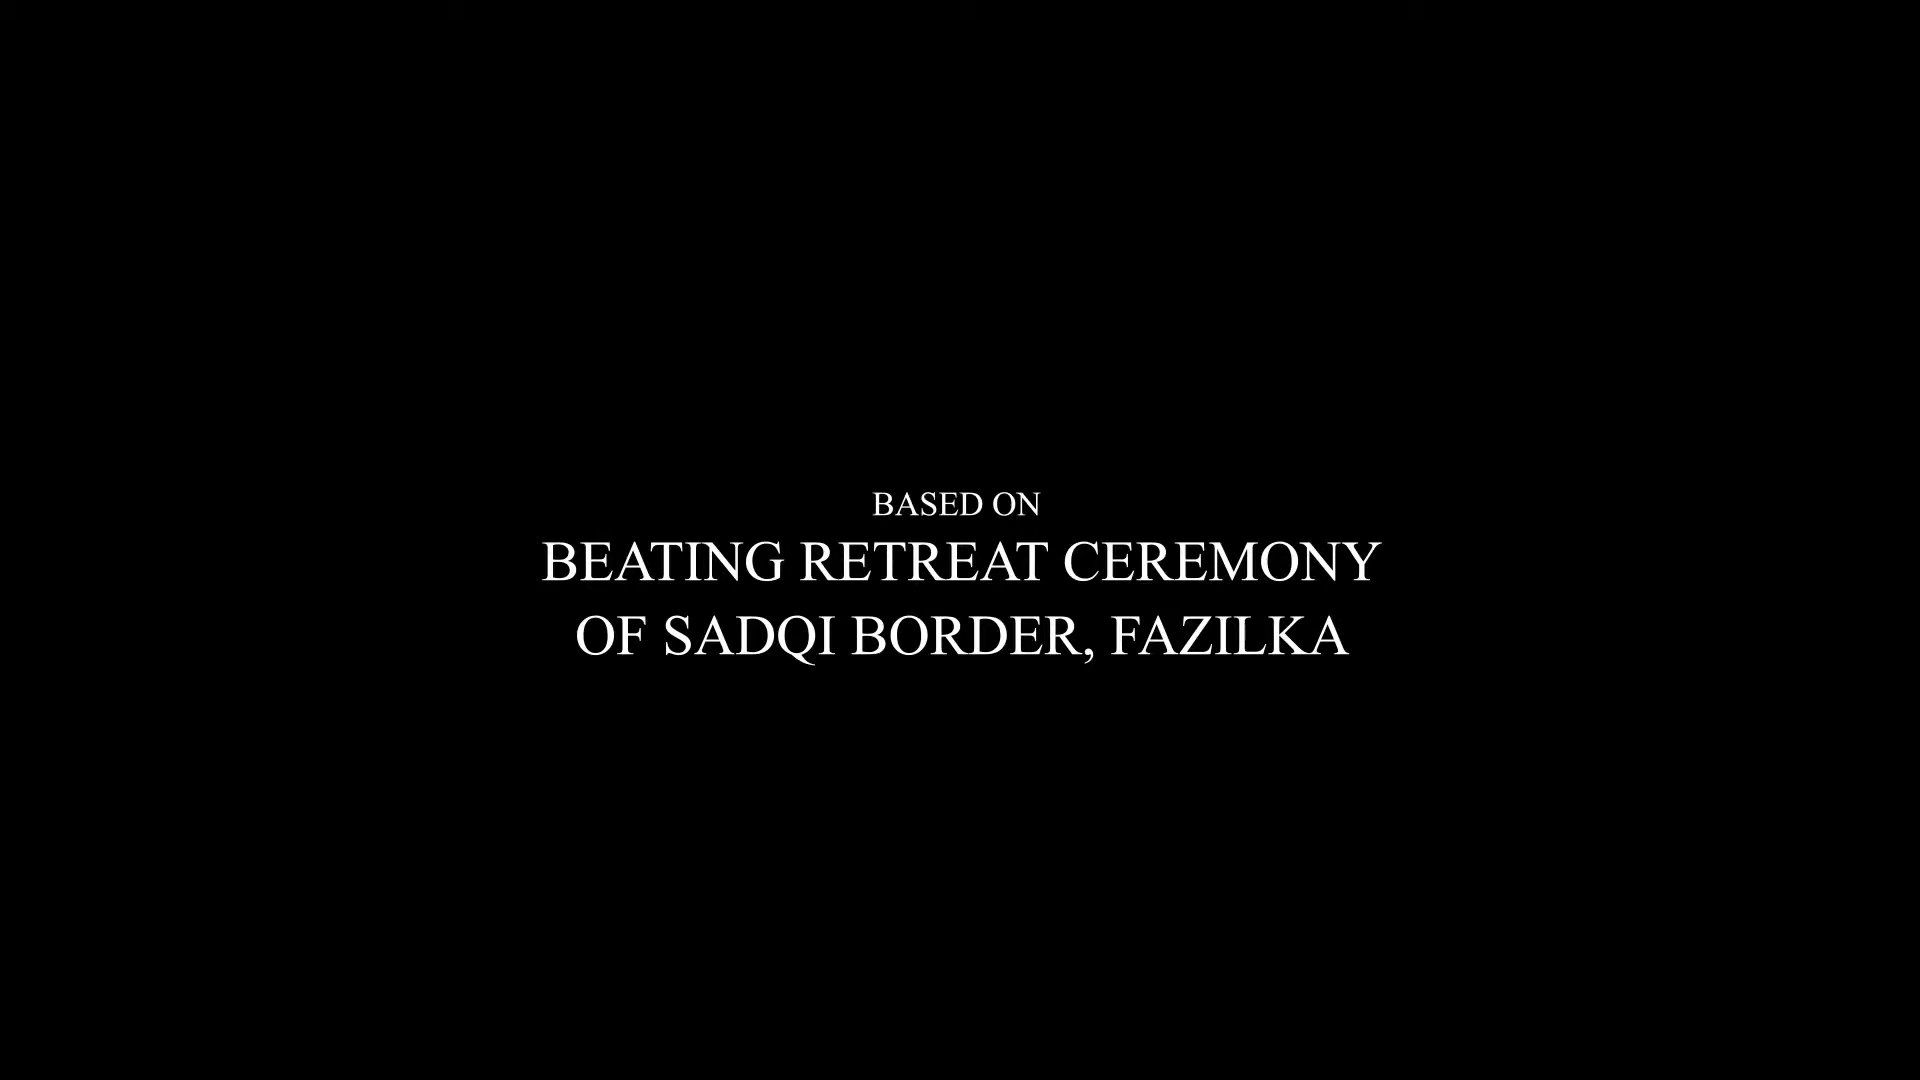 BASED ON
BEATING RETREAT CEREMONY
OF SADQI BORDER, FAZILKA